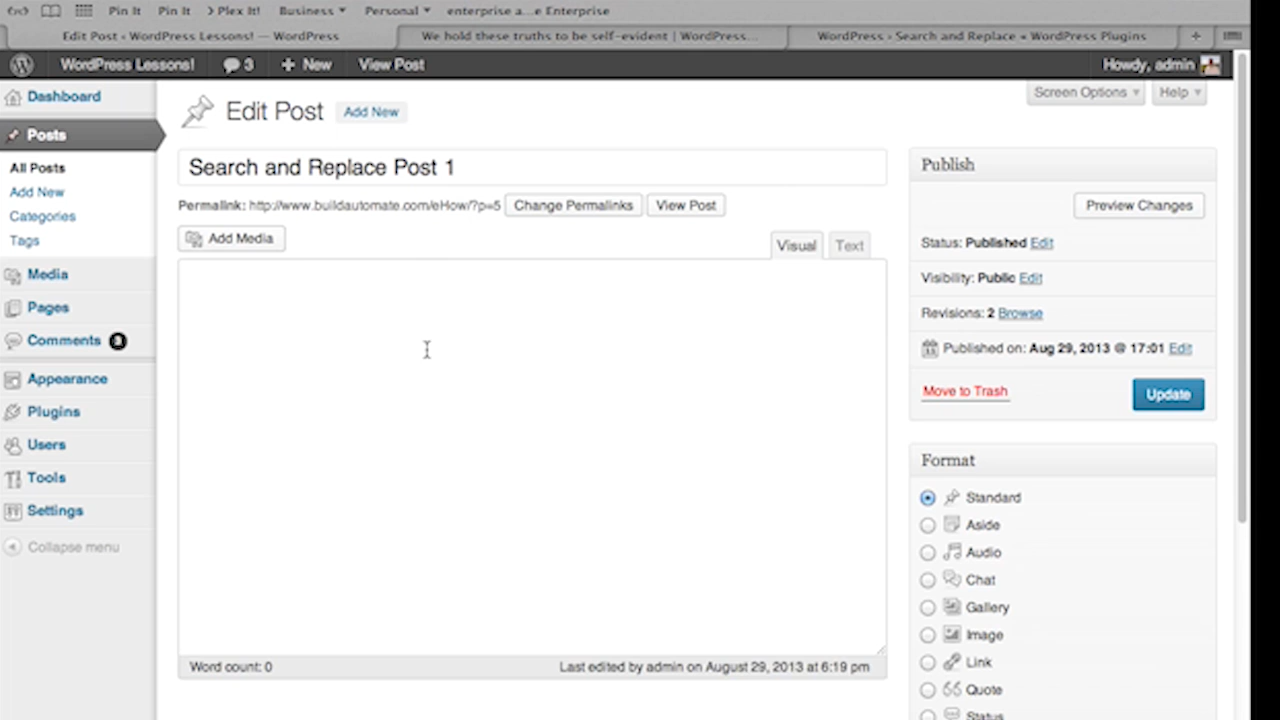 Pin It Pin It > Plex It! Business ▾ Personal ▾ enterprise a...e Enterprise
Edit Post ‹ WordPress Lessons! — WordPress We hold these truths to be self-evident | WordPress... WordPress › Search and Replace « WordPress Plugins
WordPress Lessons! 3 + New View Post Howdy, admin
Screen Options ▾ Help ▾
Dashboard
Posts
All Posts
Add New
Categories
Tags
Media
Pages
Comments
Appearance
Plugins
Users
Tools
Settings
Collapse menu
Edit Post Add New
Search and Replace Post 1
Permalink: http://www.buildautomate.com/eHow/?p=5 Change Permalinks View Post
Add Media
Visual Text
Word count: 0 Last edited by admin on August 29, 2013 at 6:19 pm
Publish
Preview Changes
Status: Published Edit
Visibility: Public Edit
Revisions: 2 Browse
Published on: Aug 29, 2013 @ 17:01 Edit
Move to Trash Update
Format
Standard
Aside
Audio
Chat
Gallery
Image
Link
Quote
Status